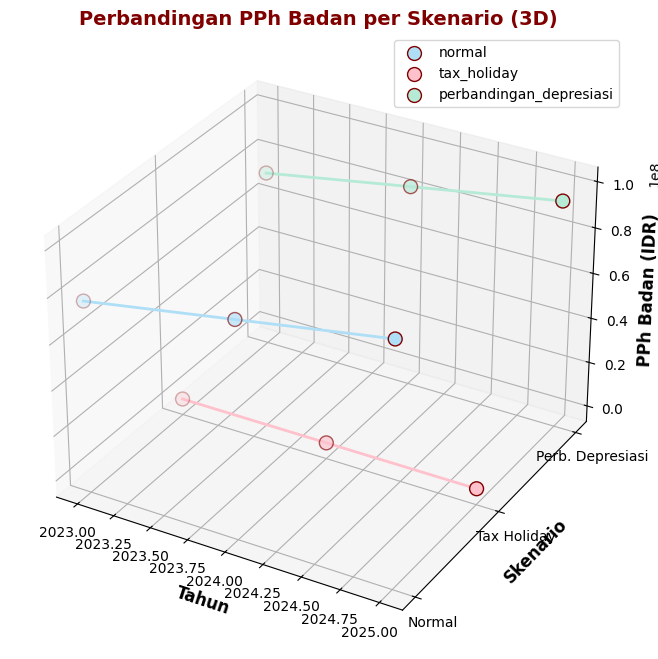 Perbandingan PPh Badan per Skenario (3D)
normal
tax_holiday
perbandingan_depresiasi
1e8
1.0
0.8
0.6
0.4
0.2
0.0
PPh Badan (IDR)
Perb. Depresiasi
Tax Holiday
Normal
Skenario
2023.00
2023.25
2023.50
2023.75
2024.00
2024.25
2024.50
2024.75
2025.00
Tahun